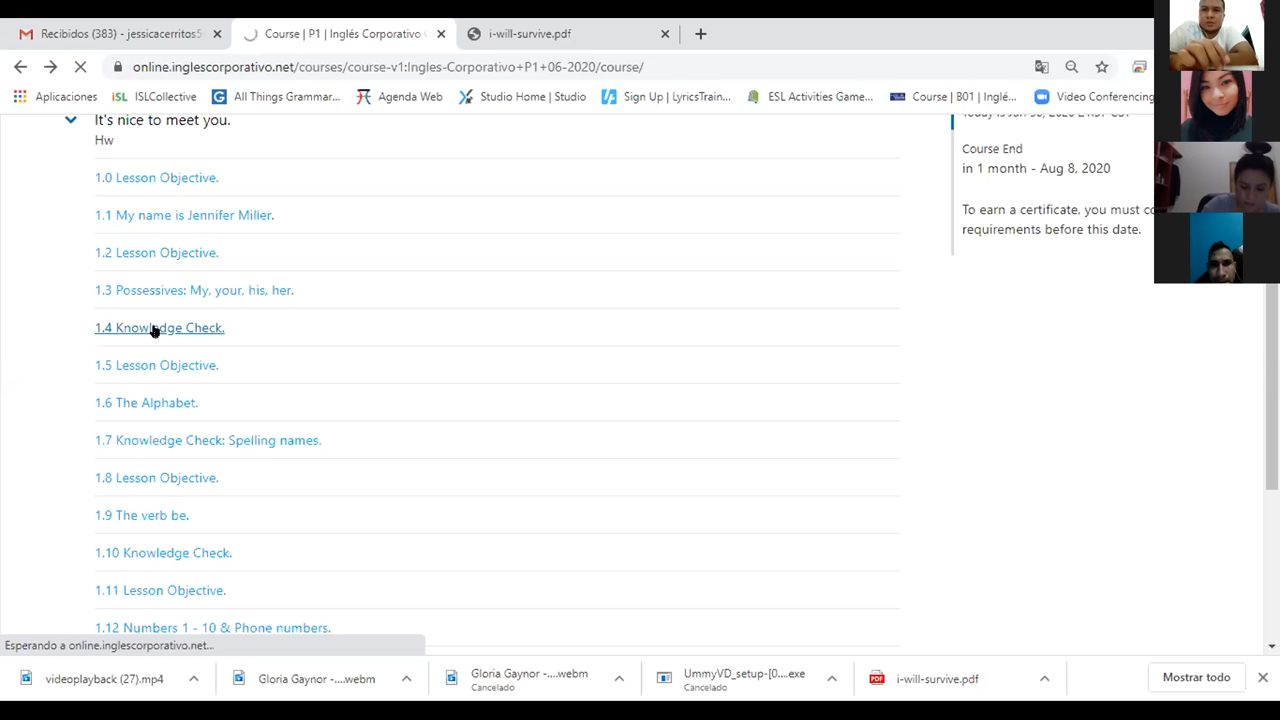 Recibidos (383) - jessicacerritos5
Course | P1 | Inglés Corporativo
i-will-survive.pdf
online.inglescorporativo.net/courses/course-v1:Ingles-Corporativo+P1+06-2020/course/
Aplicaciones
iSL ISLCollective
All Things Grammar...
Agenda Web
Studio Home | Studio
Sign Up | LyricsTrain...
ESL Activities Game...
Course | B01 | Inglé...
Video Conferencing
It's nice to meet you.
Hw
1.0 Lesson Objective.
1.1 My name is Jennifer Miller.
1.2 Lesson Objective.
1.3 Possessives: My, your, his, her.
1.4 Knowledge Check.
1.5 Lesson Objective.
1.6 The Alphabet.
1.7 Knowledge Check: Spelling names.
1.8 Lesson Objective.
1.9 The verb be.
1.10 Knowledge Check.
1.11 Lesson Objective.
1.12 Numbers 1 - 10 & Phone numbers.
Course End
in 1 month - Aug 8, 2020
To earn a certificate, you must
requirements before this date.
Esperando a online.inglescorporativo.net...
videoplayback (27).mp4
Gloria Gaynor -....webm
Gloria Gaynor -....webm
Cancelado
UmmyVD_setup-[0....exe
Cancelado
PDF
i-will-survive.pdf
Mostrar todo